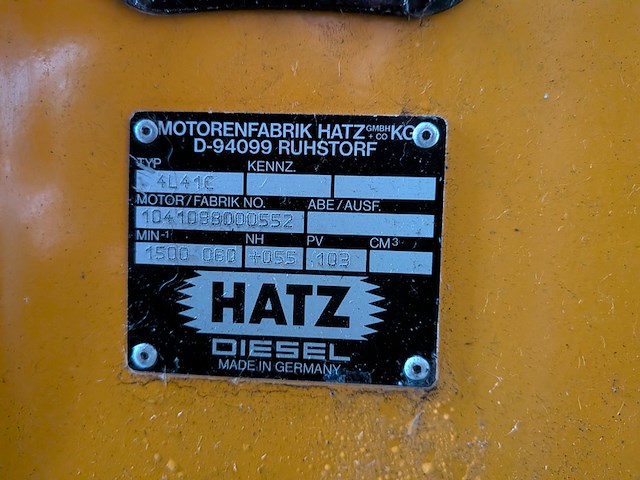 MOTORENFABRIK HATZ GMBH + CO KG
D-94099 RUHSTORF
TYP KENNZ.
4L41C
MOTOR/FABRIK NO. ABE/AUSF.
1041088000552
MIN-1 NH PV CM3
1500 060 +055 103
HATZ
DIESEL
MADE IN GERMANY